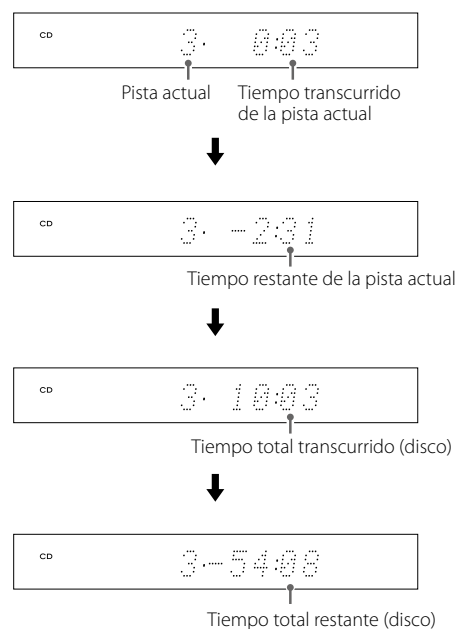 CD 3. 0:03
Pista actual Tiempo transcurrido
de la pista actual
CD 3. -2:31
Tiempo restante de la pista actual
CD 3. 10:03
Tiempo total transcurrido (disco)
CD 3.-54:08
Tiempo total restante (disco)